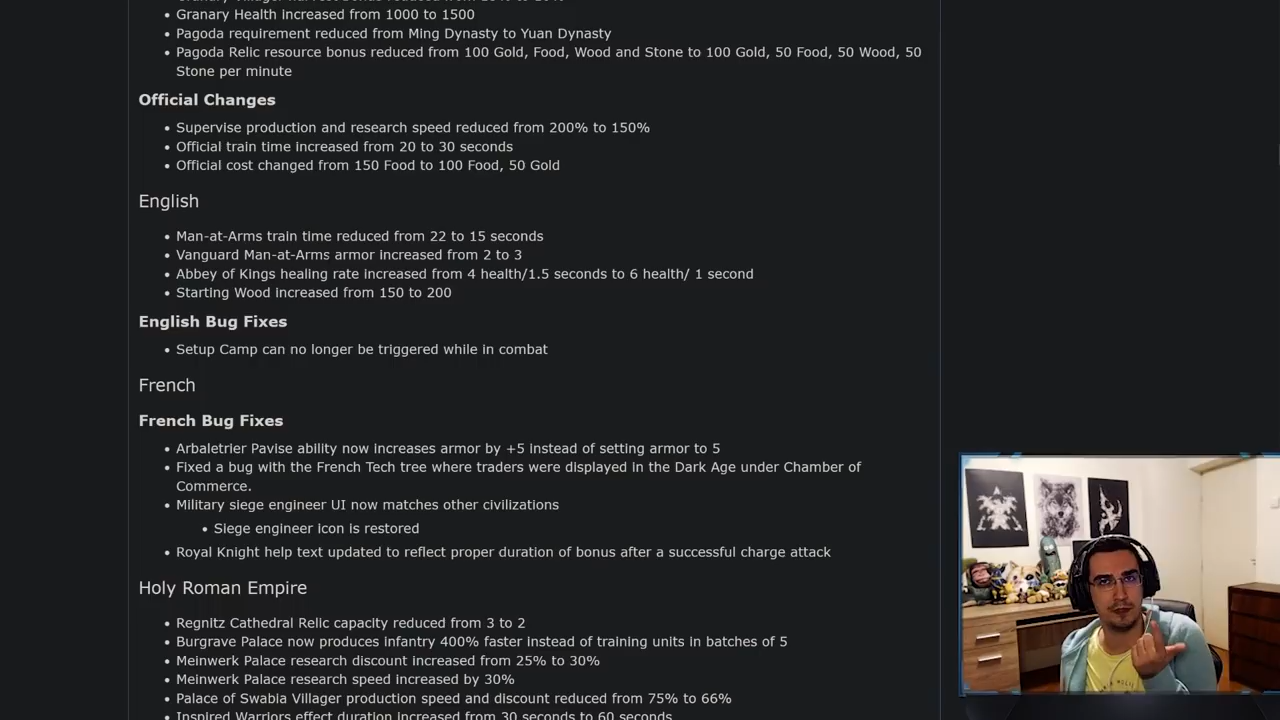 Granary Health increased from 1000 to 1500
Pagoda requirement reduced from Ming Dynasty to Yuan Dynasty
Pagoda Relic resource bonus reduced from 100 Gold, Food, Wood and Stone to 100 Gold, 50 Food, 50 Wood, 50
Stone per minute
Official Changes
Supervise production and research speed reduced from 200% to 150%
Official train time increased from 20 to 30 seconds
Official cost changed from 150 Food to 100 Food, 50 Gold
English
Man-at-Arms train time reduced from 22 to 15 seconds
Vanguard Man-at-Arms armor increased from 2 to 3
Abbey of Kings healing rate increased from 4 health/1.5 seconds to 6 health/ 1 second
Starting Wood increased from 150 to 200
English Bug Fixes
Setup Camp can no longer be triggered while in combat
French
French Bug Fixes
Arbaletrier Pavise ability now increases armor by +5 instead of setting armor to 5
Fixed a bug with the French Tech tree where traders were displayed in the Dark Age under Chamber of
Commerce.
Military siege engineer UI now matches other civilizations
Siege engineer icon is restored
Royal Knight help text updated to reflect proper duration of bonus after a successful charge attack
Holy Roman Empire
Regnitz Cathedral Relic capacity reduced from 3 to 2
Burgrave Palace now produces infantry 400% faster instead of training units in batches of 5
Meinwerk Palace research discount increased from 25% to 30%
Meinwerk Palace research speed increased by 30%
Palace of Swabia Villager production speed and discount reduced from 75% to 66%
Inspired Warriors effect duration increased from 30 seconds to 60 seconds